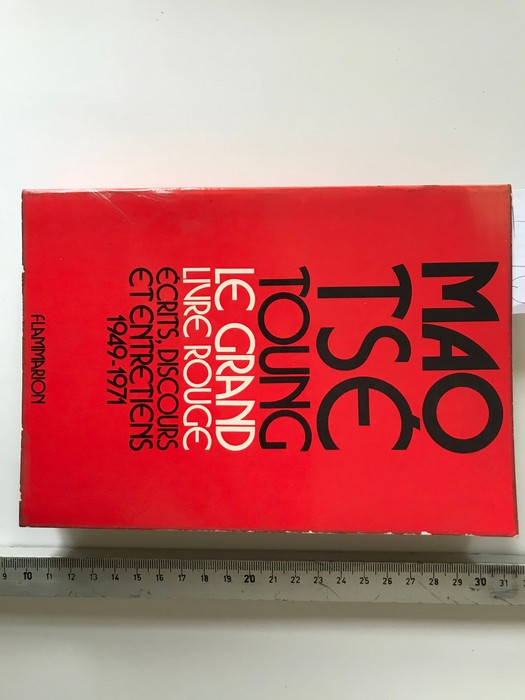 MAO
TSÉ
TOUNG
LE GRAND
LIVRE ROUGE
ÉCRITS, DISCOURS
ET ENTRETIENS
1949-1971
FLAMMARION
9 10 11 12 13 14 15 16 17 18 19 20 21 22 23 24 25 26 27 28 29 30 31